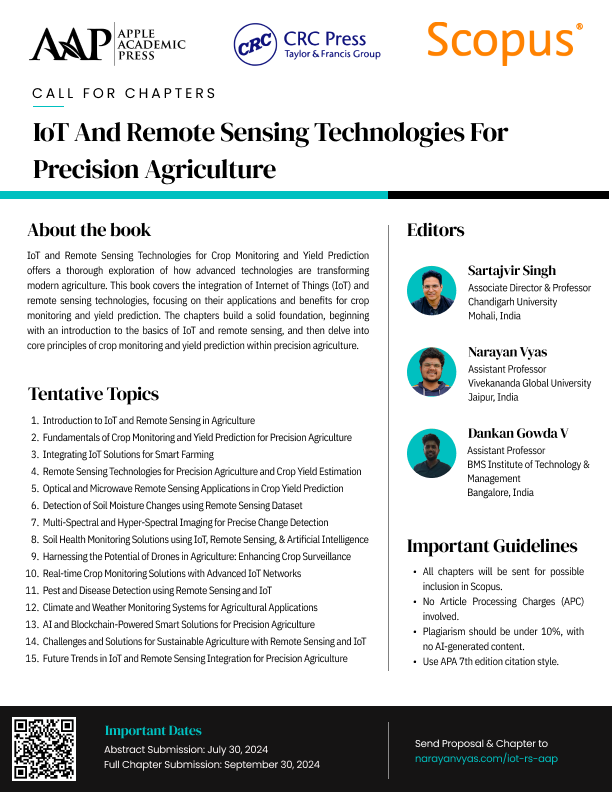 AAP
APPLE
ACADEMIC
PRESS
CRC
CRC Press
Taylor & Francis Group
Scopus®
CALL FOR CHAPTERS
IoT And Remote Sensing Technologies For
Precision Agriculture
About the book
IoT and Remote Sensing Technologies for Crop Monitoring and Yield Prediction
offers a thorough exploration of how advanced technologies are transforming
modern agriculture. This book covers the integration of Internet of Things (IoT) and
remote sensing technologies, focusing on their applications and benefits for crop
monitoring and yield prediction. The chapters build a solid foundation, beginning
with an introduction to the basics of IoT and remote sensing, and then delve into
core principles of crop monitoring and yield prediction within precision agriculture.
Tentative Topics
1. Introduction to IoT and Remote Sensing in Agriculture
2. Fundamentals of Crop Monitoring and Yield Prediction for Precision Agriculture
3. Integrating IoT Solutions for Smart Farming
4. Remote Sensing Technologies for Precision Agriculture and Crop Yield Estimation
5. Optical and Microwave Remote Sensing Applications in Crop Yield Prediction
6. Detection of Soil Moisture Changes using Remote Sensing Dataset
7. Multi-Spectral and Hyper-Spectral Imaging for Precise Change Detection
8. Soil Health Monitoring Solutions using IoT, Remote Sensing, & Artificial Intelligence
9. Harnessing the Potential of Drones in Agriculture: Enhancing Crop Surveillance
10. Real-time Crop Monitoring Solutions with Advanced IoT Networks
11. Pest and Disease Detection using Remote Sensing and IoT
12. Climate and Weather Monitoring Systems for Agricultural Applications
13. AI and Blockchain-Powered Smart Solutions for Precision Agriculture
14. Challenges and Solutions for Sustainable Agriculture with Remote Sensing and IoT
15. Future Trends in IoT and Remote Sensing Integration for Precision Agriculture
Editors
Sartajvir Singh
Associate Director & Professor
Chandigarh University
Mohali, India
Narayan Vyas
Assistant Professor
Vivekananda Global University
Jaipur, India
Dankan Gowda V
Assistant Professor
BMS Institute of Technology &
Management
Bangalore, India
Important Guidelines
• All chapters will be sent for possible
inclusion in Scopus.
• No Article Processing Charges (APC)
involved.
• Plagiarism should be under 10%, with
no AI-generated content.
• Use APA 7th edition citation style.
Important Dates
Abstract Submission: July 30, 2024
Full Chapter Submission: September 30, 2024
Send Proposal & Chapter to
narayanvyas.com/iot-rs-aap